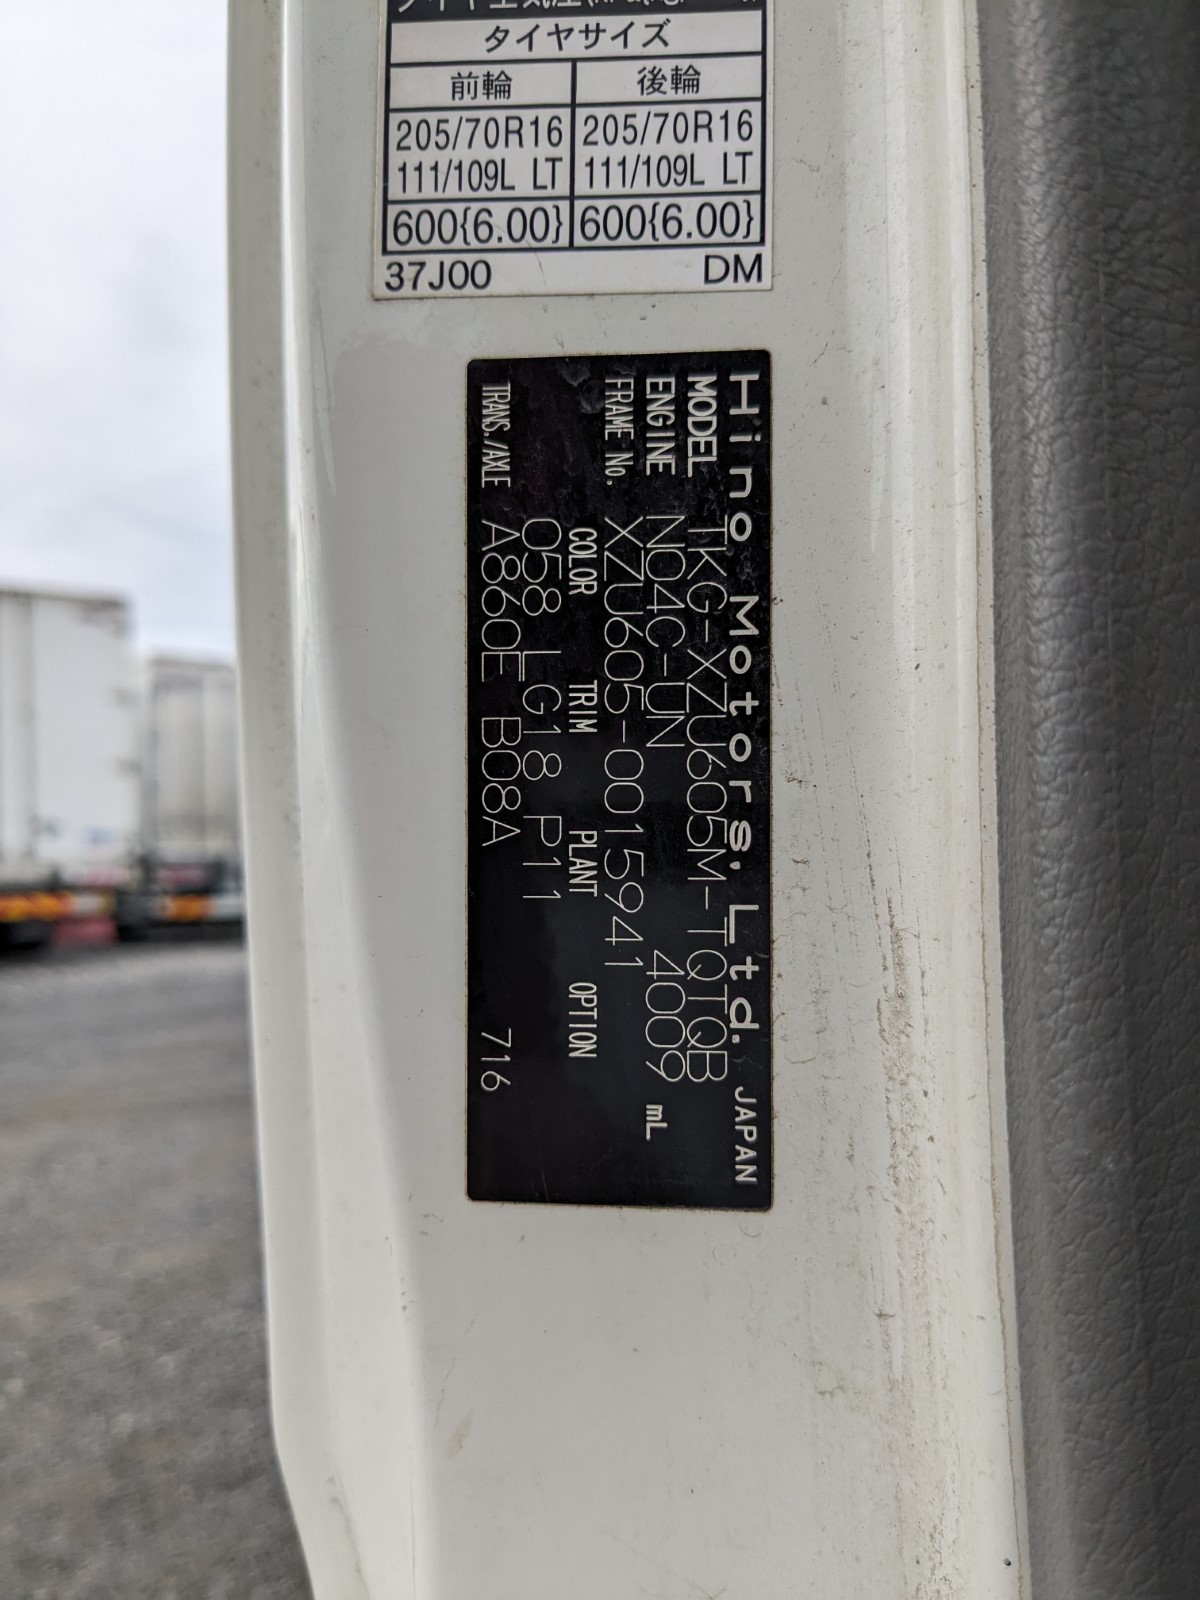 タイヤサイズ
前輪 後輪
205/70R16 205/70R16
111/109L LT 111/109L LT
600{6.00} 600{6.00}
37J00 DM
Hino Motors, Ltd. JAPAN
MODEL TKG-XZU605M-TQTQB
ENGINE N04C-UN 4009 mL
FRAME No. XZU605-0015941
COLOR TRIM PLANT OPTION
058 LG18 P11
TRANS./AXLE A860E B08A 716